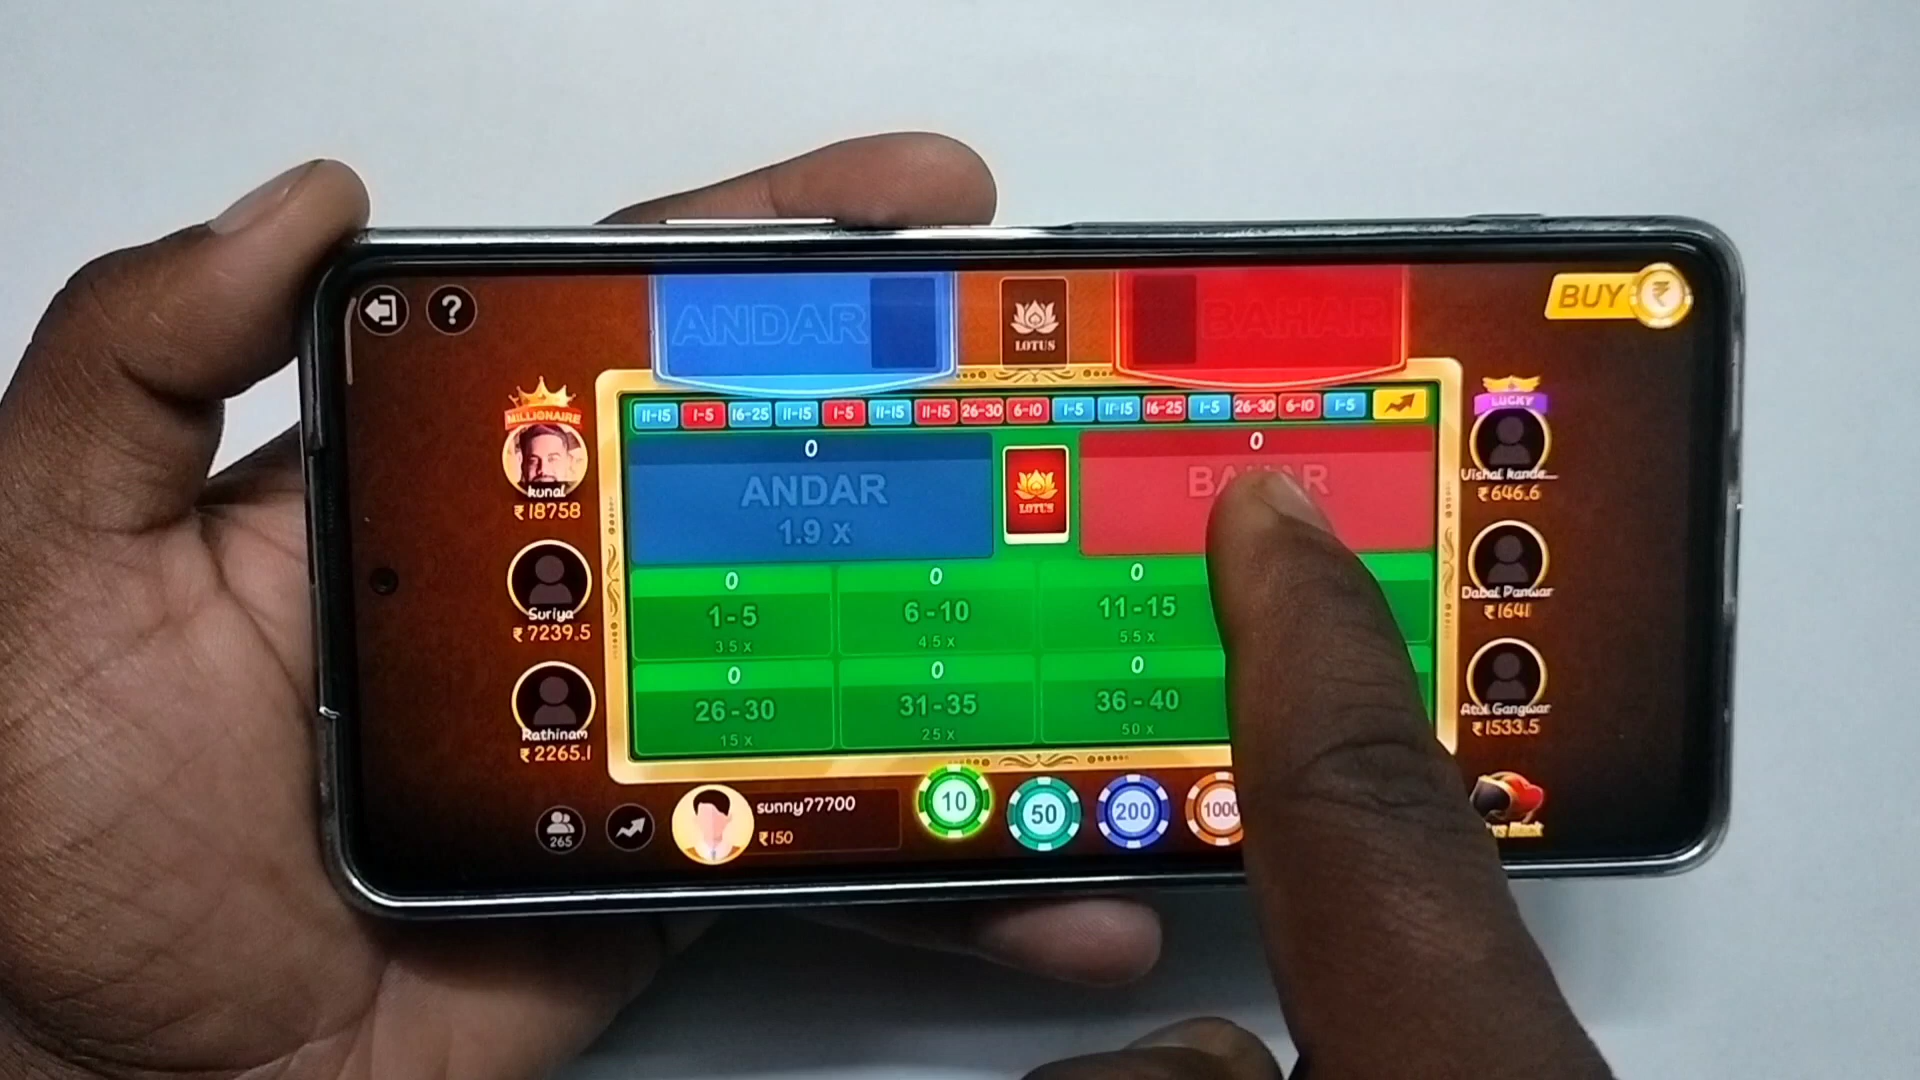 ?
ANDAR
LOTUS
BAHAR
BUY ₹
MILLIONAIRE
kunal
₹18758
Suriya
₹7239.5
Rathinam
₹2265.1
11-15 1-5 16-25 11-15 1-5 11-15 11-15 26-30 6-10 1-5 11-15 16-25 1-5 26-30 6-10 1-5
0
ANDAR
1.9 x
LOTUS
0
0 0 0
1-5 6-10 11-15
3.5 x 4.5 x 5.5 x
0 0 0
26-30 31-35 36-40
15 x 25 x 50 x
LUCKY
Vishal kande...
₹646.6
Dabal Panwar
₹1641
Atul Gangwar
₹1533.5
265
sunny77700
₹150
10 50 200 1000